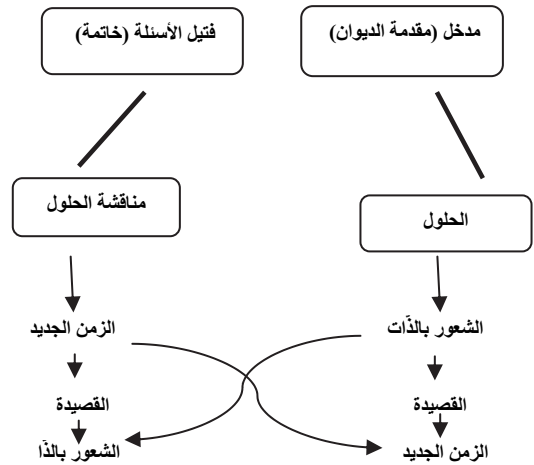 مدخل (مقدمة الديوان)
فتيل الأسئلة (خاتمة)
الحلول
مناقشة الحلول
الشعور بالذّات
الزمن الجديد
القصيدة
القصيدة
الزمن الجديد
الشعور بالذّا